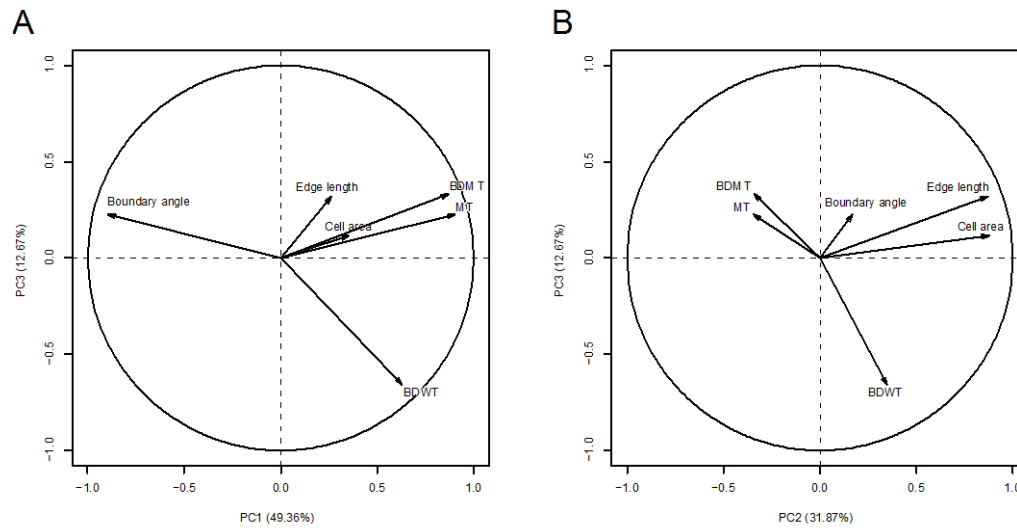 A
B
1.0
0.5
0.0
−0.5
−1.0
PC3 (12.67%)
Boundary angle
Edge length
BDM T
MT
Cell area
BDWT
−1.0
−0.5
0.0
0.5
1.0
PC1 (49.36%)
1.0
0.5
0.0
−0.5
−1.0
PC3 (12.67%)
BDM T
MT
Boundary angle
Edge length
Cell area
BDWT
−1.0
−0.5
0.0
0.5
1.0
PC2 (31.87%)